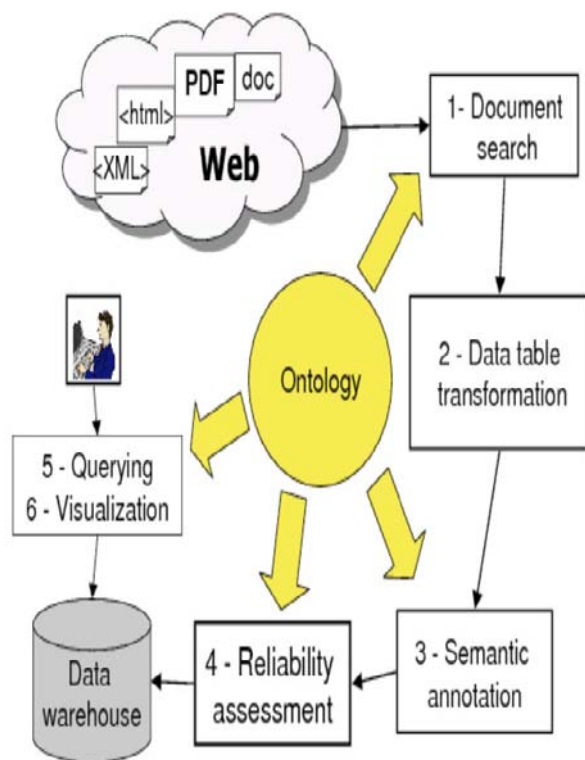 PDF
doc
<html>
<XML>
Web
1- Document
search
Ontology
2 - Data table
transformation
5 - Querying
6 - Visualization
3 - Semantic
annotation
4 - Reliability
assessment
Data
warehouse